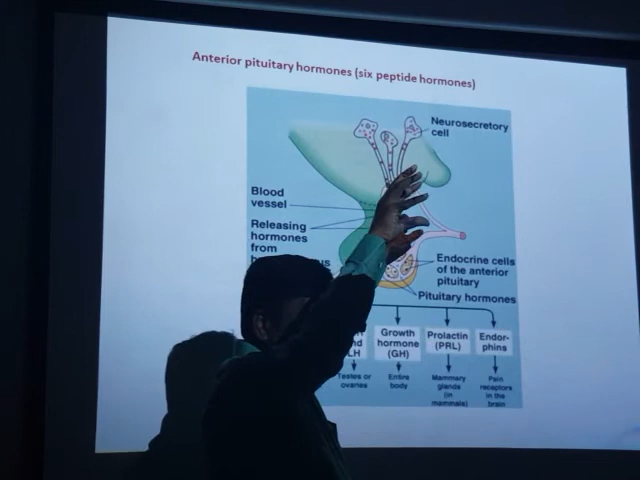 Anterior pituitary hormones (six peptide hormones)
Neurosecretory
cell
Blood
vessel
Releasing
hormones
from
Endocrine cells
of the anterior
pituitary
Pituitary hormones
LH
Growth
hormone
(GH)
Prolactin
(PRL)
Endor-
phins
Testes or
ovaries
Entire
body
Mammary
glands
(in
mammals)
Pain
receptors
in the
brain